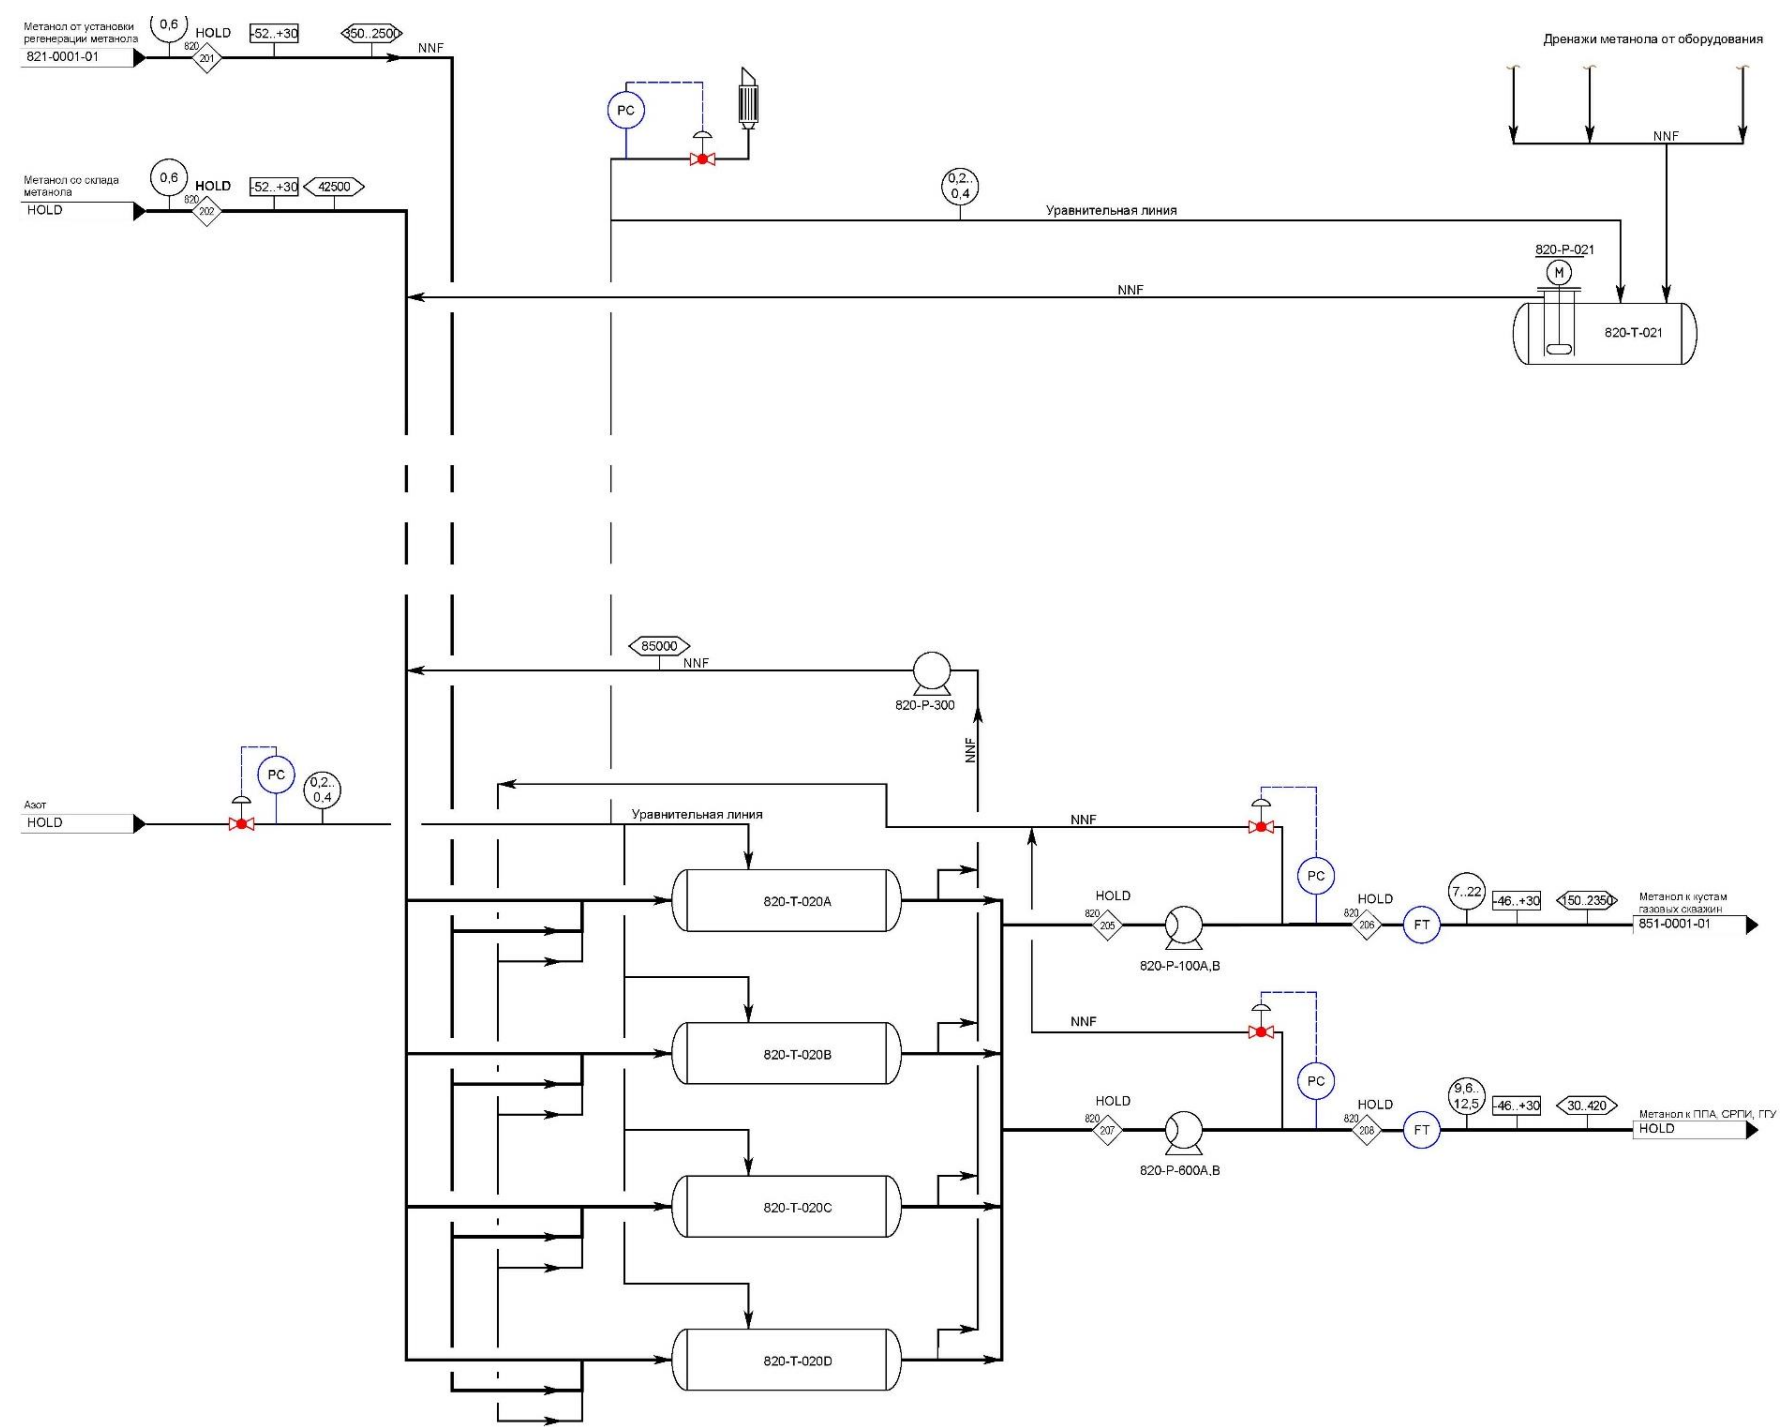 Метанол от установки
регенерации метанола
821-0001-01
0,6
820
201
HOLD
-52..+30
350..2500
NNF
Дренажи метанола от оборудования
NNF
PC
Метанол со склада
метанола
HOLD
0,6
820
202
HOLD
-52..+30
42500
0,2..
0,4
Уравнительная линия
820-P-021
M
NNF
820-T-021
85000
NNF
820-P-300
NNF
Азот
HOLD
PC
0,2..
0,4
Уравнительная линия
820-T-020A
820-T-020B
820-T-020C
820-T-020D
NNF
PC
HOLD
820
205
820-P-100A,B
HOLD
820
206
FT
7..22
-46..+30
150..2350
Метанол к кустам
газовых скважин
851-0001-01
NNF
PC
HOLD
820
207
820-P-600A,B
HOLD
820
208
FT
9,6..
12,5
-46..+30
30..420
Метанол к ППА, СРПИ, ГГУ
HOLD